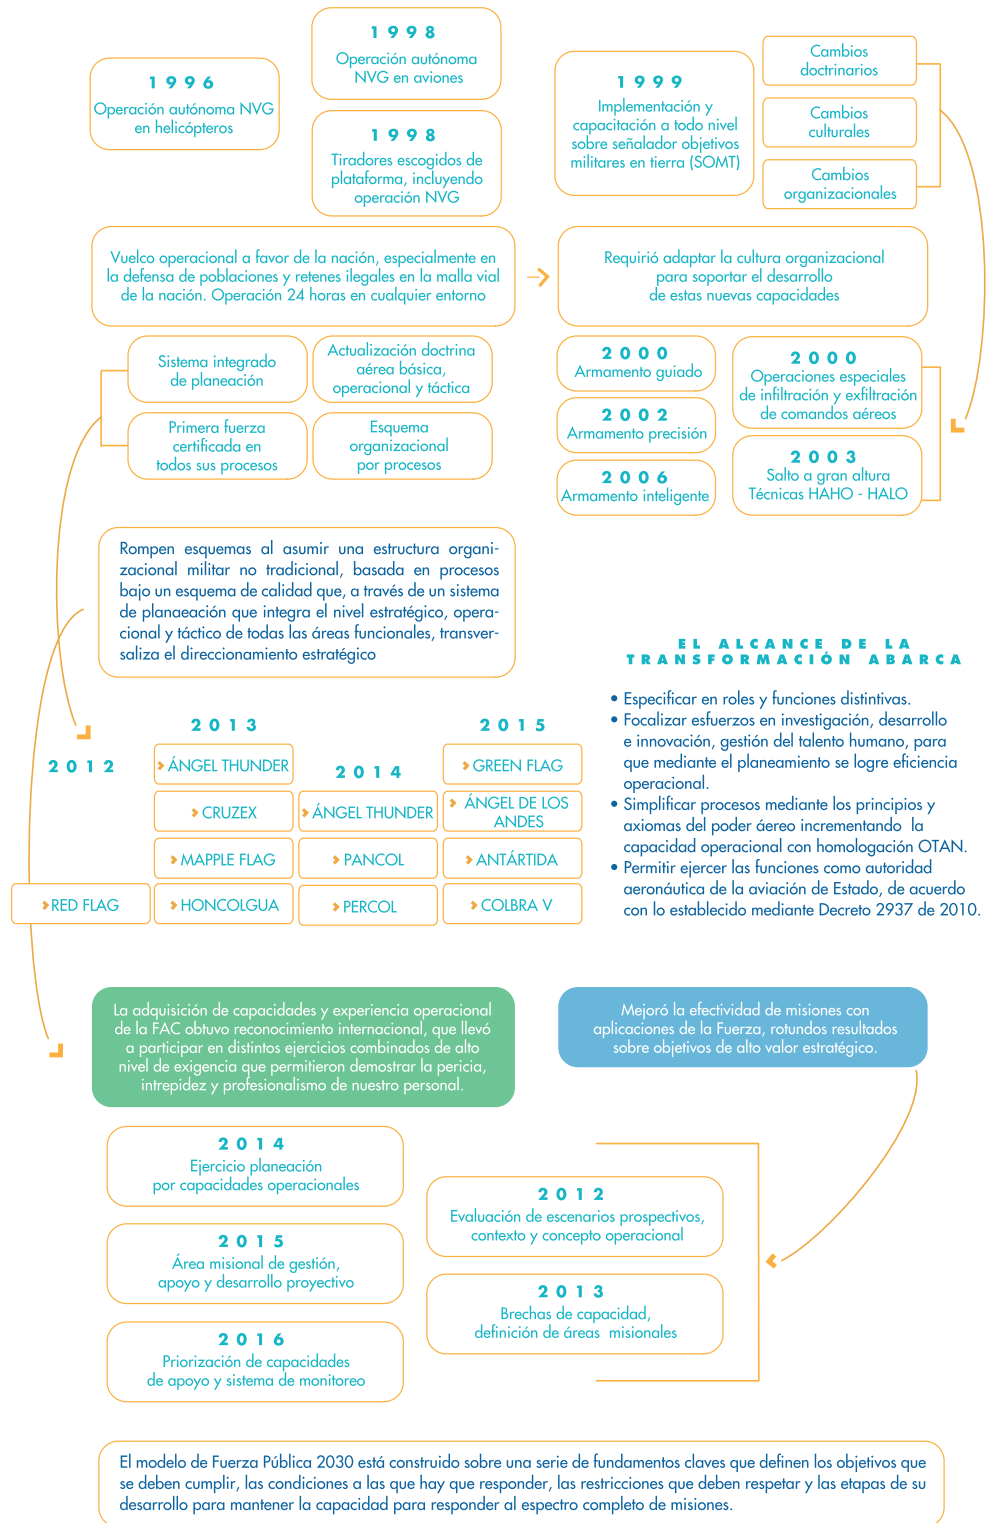 1996
Operación autónoma NVG
en helicópteros
1998
Operación autónoma
NVG en aviones
1998
Tiradores escogidos de
plataforma, incluyendo
operación NVG
1999
Implementación y
capacitación a todo nivel
sobre señalador objetivos
militares en tierra (SOMT)
Cambios
doctrinarios
Cambios
culturales
Cambios
organizacionales
Vuelco operacional a favor de la nación, especialmente en
la defensa de poblaciones y retenes ilegales en la malla vial
de la nación. Operación 24 horas en cualquier entorno
Requirió adaptar la cultura organizacional
para soportar el desarrollo
de estas nuevas capacidades
Sistema integrado
de planeación
Actualización doctrina
aérea básica,
operacional y táctica
Primera fuerza
certificada en
todos sus procesos
Esquema
organizacional
por procesos
2000
Armamento guiado
2002
Armamento precisión
2006
Armamento inteligente
2000
Operaciones especiales
de infiltración y exfiltración
de comandos aéreos
2003
Salto a gran altura
Técnicas HAHO - HALO
Rompen esquemas al asumir una estructura organi-
zacional militar no tradicional, basada en procesos
bajo un esquema de calidad que, a través de un sistema
de planaeación que integra el nivel estratégico, opera-
cional y táctico de todas las áreas funcionales, transver-
saliza el direccionamiento estratégico
EL ALCANCE DE LA
TRANSFORMACIÓN ABARCA
• Especificar en roles y funciones distintivas.
• Focalizar esfuerzos en investigación, desarrollo
e innovación, gestión del talento humano, para
que mediante el planeamiento se logre eficiencia
operacional.
• Simplificar procesos mediante los principios y
axiomas del poder áereo incrementando la
capacidad operacional con homologación OTAN.
• Permitir ejercer las funciones como autoridad
aeronáutica de la aviación de Estado, de acuerdo
con lo establecido mediante Decreto 2937 de 2010.
2012
RED FLAG
2013
ÁNGEL THUNDER
CRUZEX
MAPPLE FLAG
HONCOLGUA
2014
ÁNGEL THUNDER
PANCOL
PERCOL
2015
GREEN FLAG
ÁNGEL DE LOS
ANDES
ANTÁRTIDA
COLBRA V
La adquisición de capacidades y experiencia operacional
de la FAC obtuvo reconocimiento internacional, que llevó
a participar en distintos ejercicios combinados de alto
nivel de exigencia que permitieron demostrar la pericia,
intrepidez y profesionalismo de nuestro personal.
Mejoró la efectividad de misiones con
aplicaciones de la Fuerza, rotundos resultados
sobre objetivos de alto valor estratégico.
2014
Ejercicio planeación
por capacidades operacionales
2015
Área misional de gestión,
apoyo y desarrollo proyectivo
2016
Priorización de capacidades
de apoyo y sistema de monitoreo
2012
Evaluación de escenarios prospectivos,
contexto y concepto operacional
2013
Brechas de capacidad,
definición de áreas misionales
El modelo de Fuerza Pública 2030 está construido sobre una serie de fundamentos claves que definen los objetivos que
se deben cumplir, las condiciones a las que hay que responder, las restricciones que deben respetar y las etapas de su
desarrollo para mantener la capacidad para responder al espectro completo de misiones.